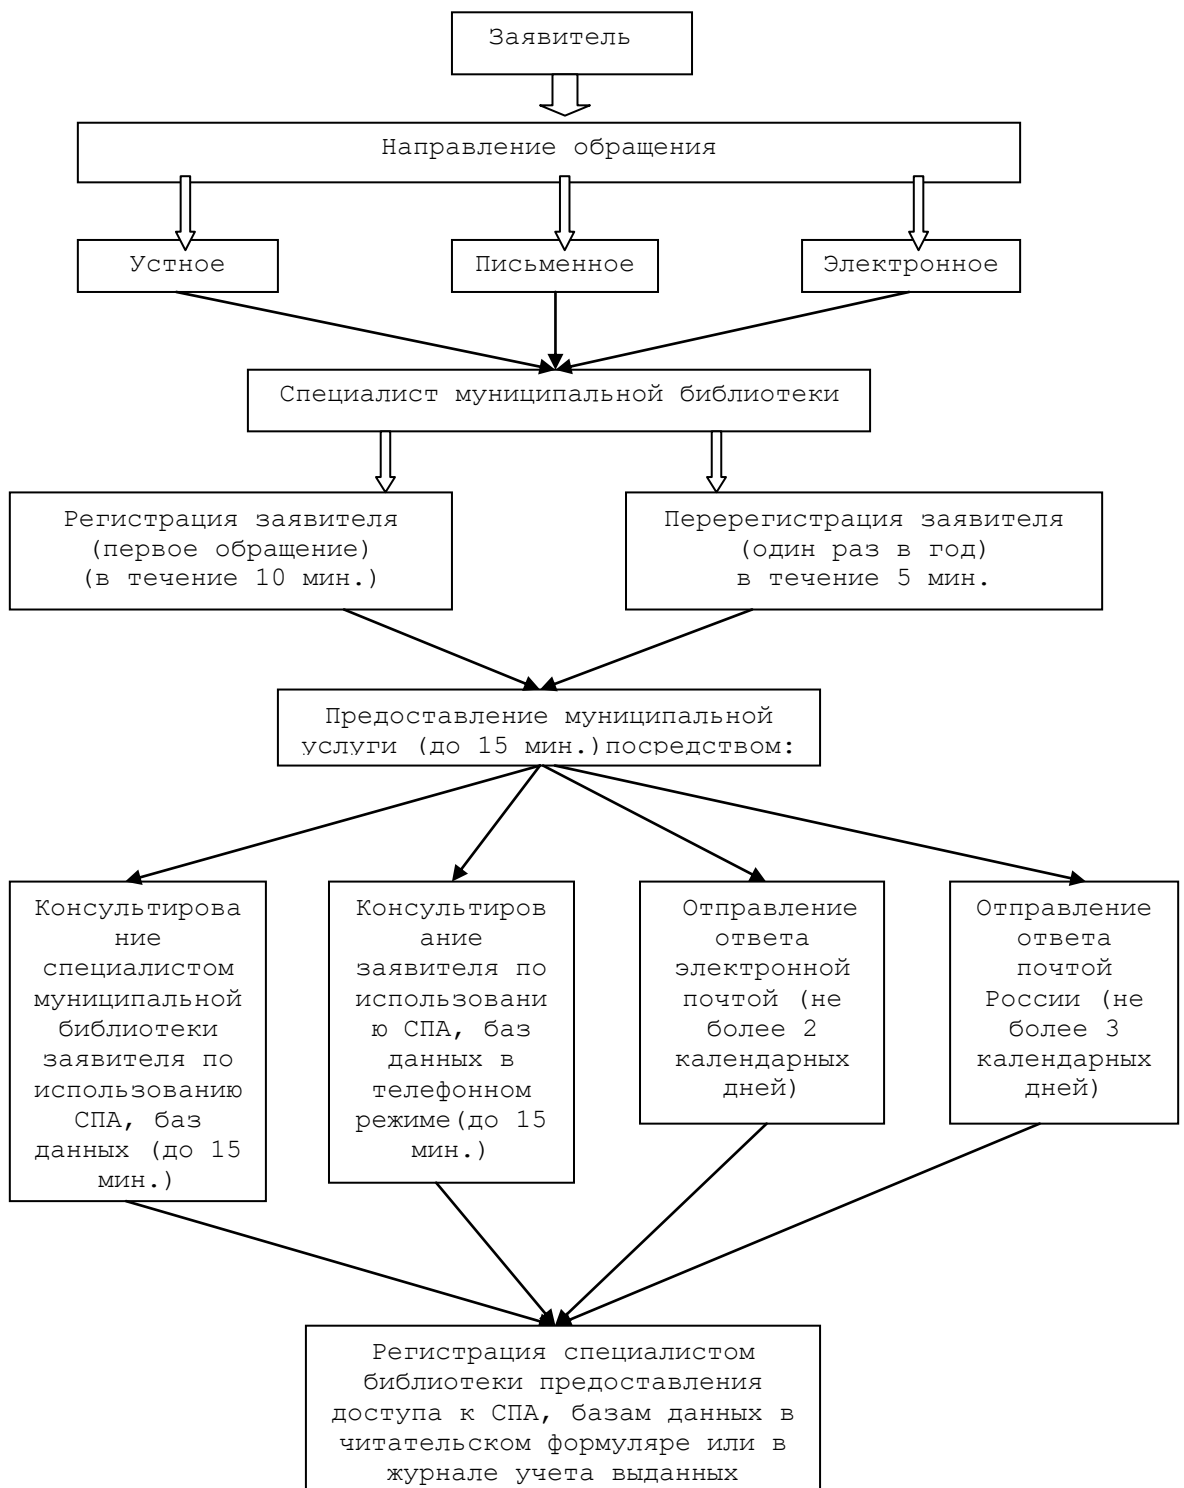 Заявитель
Направление обращения
Устное
Письменное
Электронное
Специалист муниципальной библиотеки
Регистрация заявителя
(первое обращение)
(в течение 10 мин.)
Перерегистрация заявителя
(один раз в год)
в течение 5 мин.
Предоставление муниципальной
услуги (до 15 мин.)посредством:
Консультирова
ние
специалистом
муниципальной
библиотеки
заявителя по
использованию
СПА, баз
данных (до 15
мин.)
Консультиров
ание
заявителя по
использовани
ю СПА, баз
данных в
телефонном
режиме(до 15
мин.)
Отправление
ответа
электронной
почтой (не
более 2
календарных
дней)
Отправление
ответа
почтой
России (не
более 3
календарных
дней)
Регистрация специалистом
библиотеки предоставления
доступа к СПА, базам данных в
читательском формуляре или в
журнале учета выданных